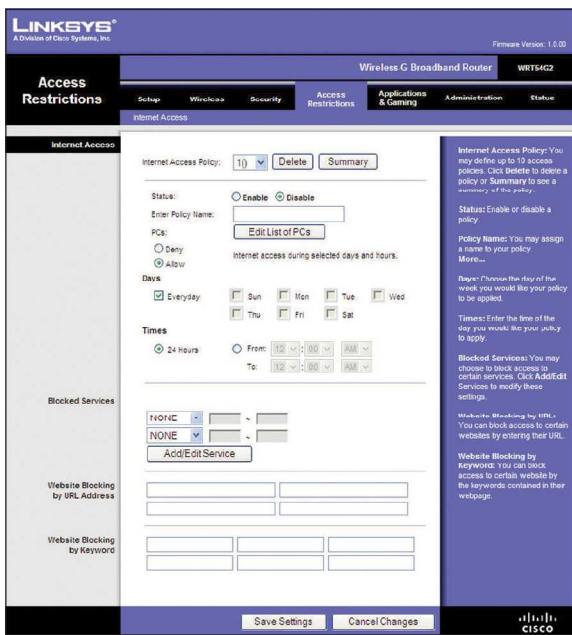 LINKSYS®
A Division of Cisco Systems, Inc.
Firmware Version: 1.0.00
Wireless-G Broadband Router
WRT54G2
Access Restrictions
Setup
Wireless
Security
Access Restrictions
Applications & Gaming
Administration
Status
Internet Access
Internet Access
Internet Access Policy:
10
Delete
Summary
Status:
Enable
Disable
Enter Policy Name:
PCs:
Edit List of PCs
Deny
Allow
Internet access during selected days and hours.
Days
Everyday
Sun
Mon
Tue
Wed
Thu
Fri
Sat
Times
24 Hours
From:
12 : 00 AM
To:
12 : 00 AM
Blocked Services
NONE ~
NONE ~
Add/Edit Service
Website Blocking
by URL Address
Website Blocking
by Keyword
Internet Access Policy: You
may define up to 10 access
policies. Click Delete to delete a
policy or Summary to see a
summary of the policy.
Status: Enable or disable a
policy.
Policy Name: You may assign
a name to your policy.
More...
Days: Choose the day of the
week you would like your policy
to be applied.
Times: Enter the time of the
day you would like your policy
to apply.
Blocked Services: You may
choose to block access to
certain services. Click Add/Edit
Services to modify these
settings.
Website Blocking by URL:
You can block access to certain
websites by entering their URL.
Website Blocking by
Keyword: You can block
access to certain website by
the keywords contained in their
webpage.
Save Settings
Cancel Changes
CISCO